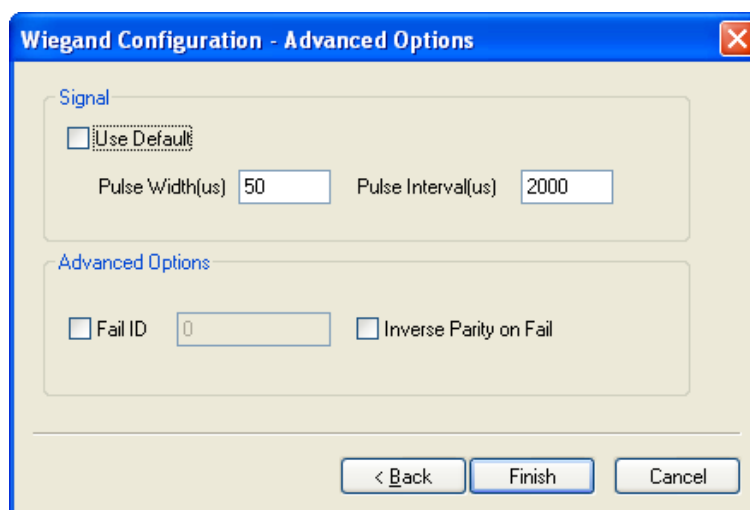 Wiegand Configuration - Advanced Options
Signal
Use Default
Pulse Width(us) 50 Pulse Interval(us) 2000
Advanced Options
Fail ID 0 Inverse Parity on Fail
< Back Finish Cancel